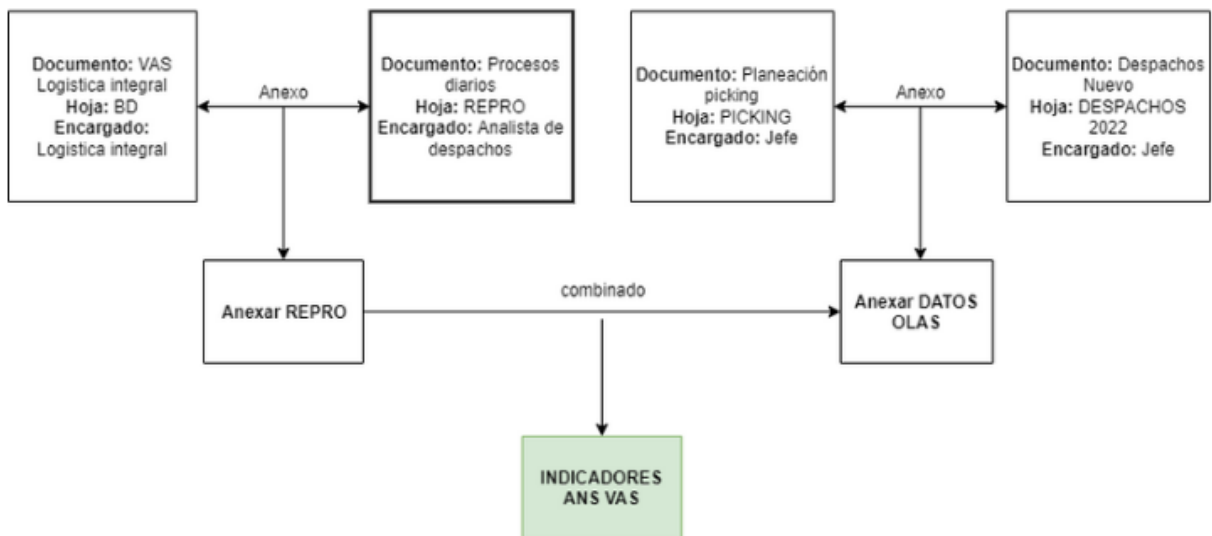 Documento: VAS
Logistica integral
Hoja: BD
Encargado:
Logistica integral
Anexo
Documento: Procesos
diarios
Hoja: REPRO
Encargado: Analista de
despachos
Documento: Planeación
picking
Hoja: PICKING
Encargado: Jefe
Anexo
Documento: Despachos
Nuevo
Hoja: DESPACHOS
2022
Encargado: Jefe
Anexar REPRO
combinado
Anexar DATOS
OLAS
INDICADORES
ANS VAS